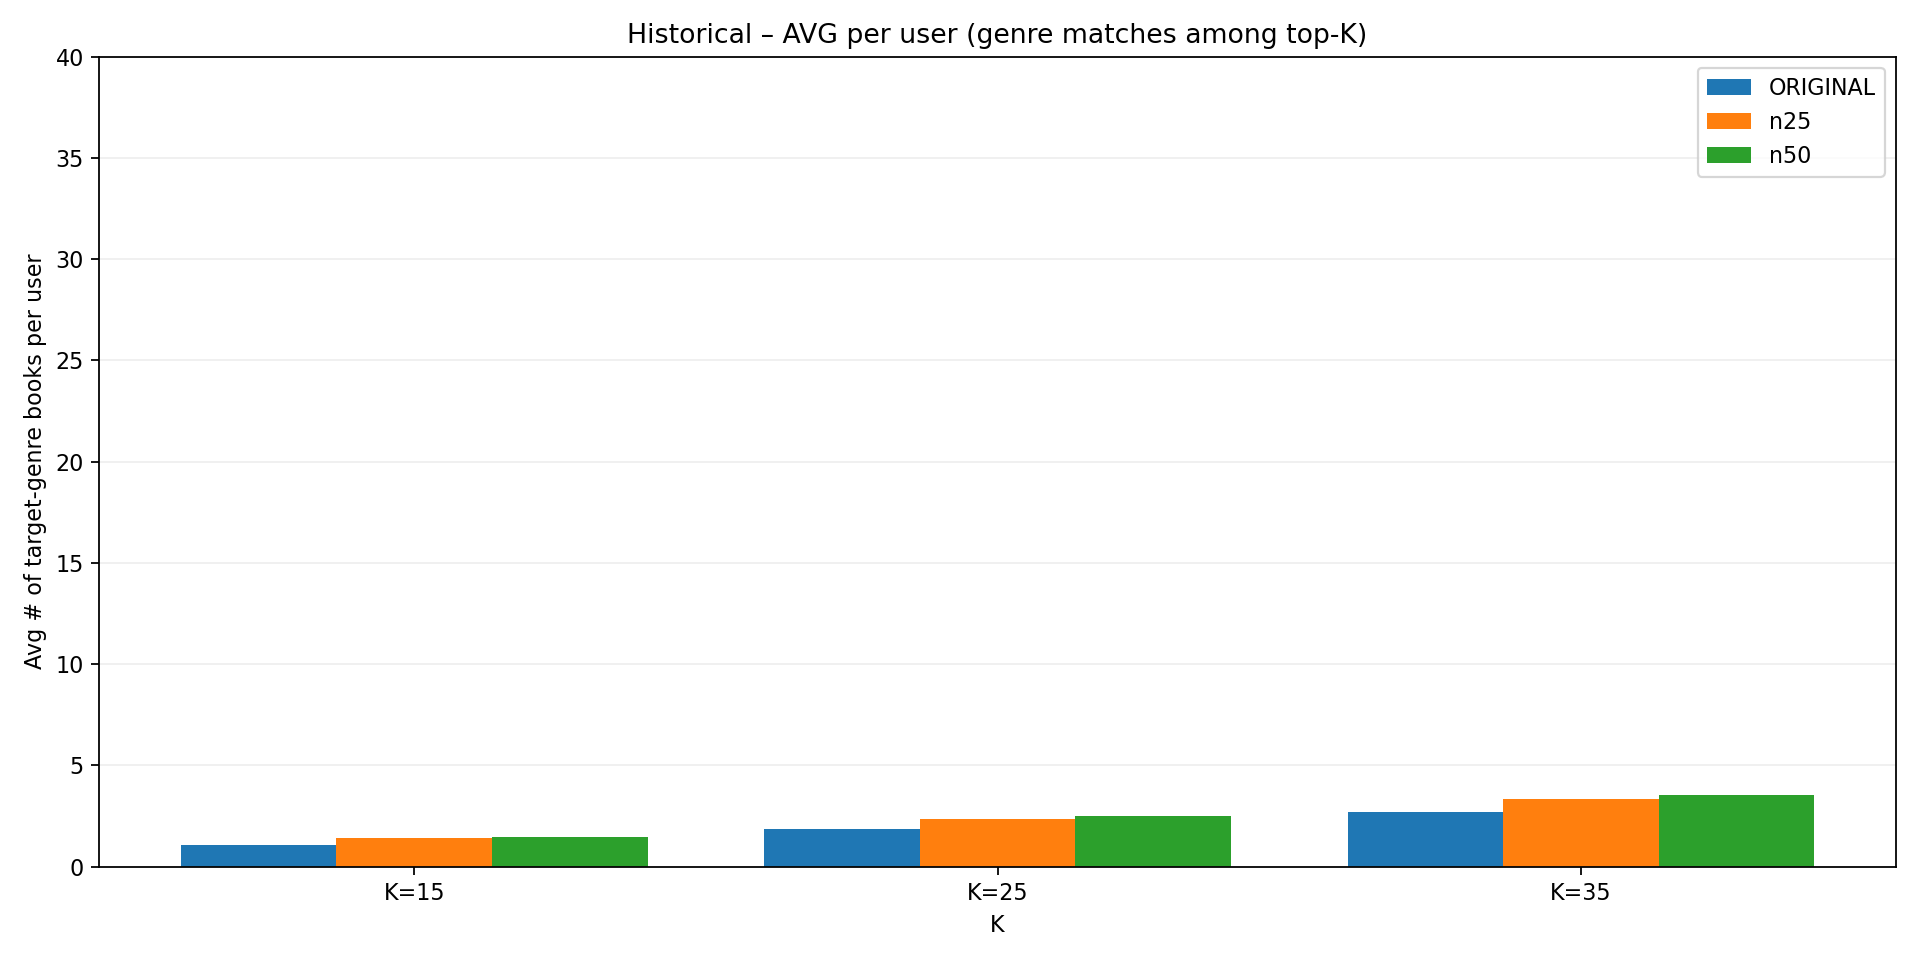 Historical – AVG per user (genre matches among top-K)
ORIGINAL
n25
n50
Avg # of target-genre books per user
40
35
30
25
20
15
10
5
0
K=15
K=25
K=35
K